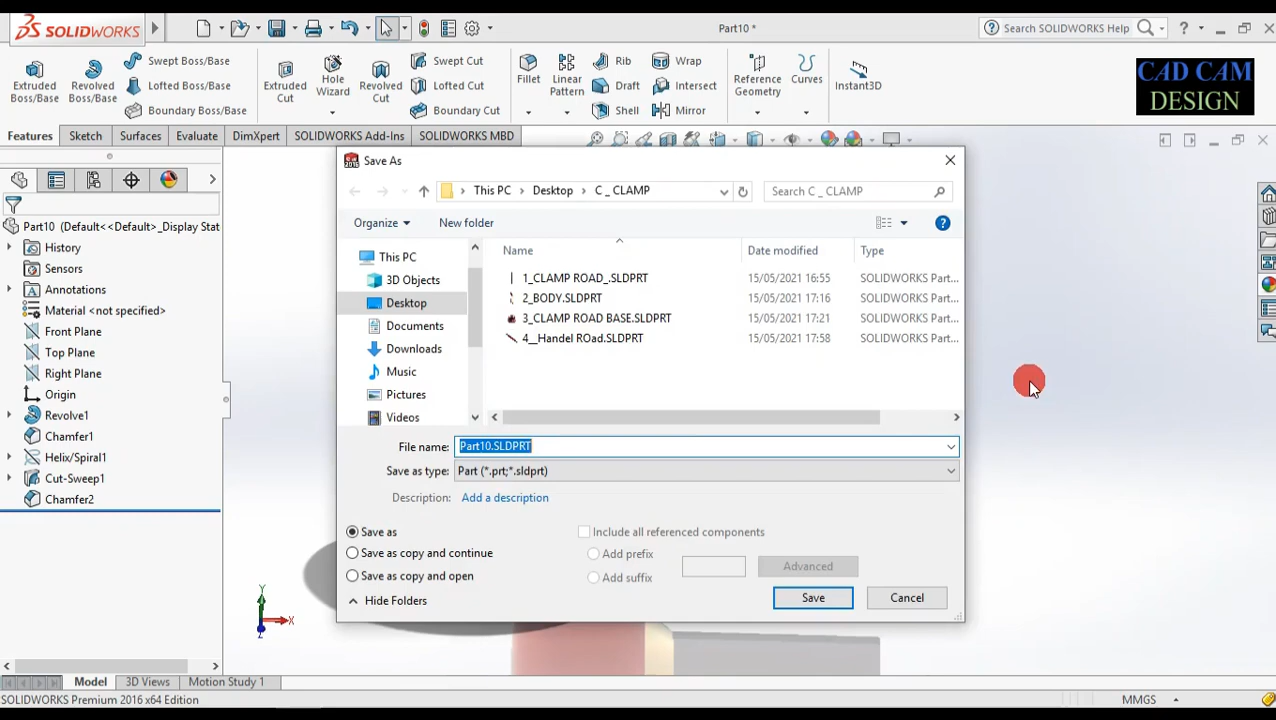 SOLIDWORKS
Part10 *
Search SOLIDWORKS Help
?
Extruded Boss/Base
Revolved Boss/Base
Swept Boss/Base
Lofted Boss/Base
Boundary Boss/Base
Extruded Cut
Hole Wizard
Revolved Cut
Swept Cut
Lofted Cut
Boundary Cut
Fillet
Linear Pattern
Rib
Draft
Shell
Wrap
Intersect
Mirror
Reference Geometry
Curves
Instant3D
CAD CAM
DESIGN
Features
Sketch
Surfaces
Evaluate
DimXpert
SOLIDWORKS Add-Ins
SOLIDWORKS MBD
Part10 (Default<<Default>_Display Stat
History
Sensors
Annotations
Material <not specified>
Front Plane
Top Plane
Right Plane
Origin
Revolve1
Chamfer1
Helix/Spiral1
Cut-Sweep1
Chamfer2
Save As
This PC > Desktop > C _ CLAMP
Search C _ CLAMP
Organize
New folder
?
This PC
3D Objects
Desktop
Documents
Downloads
Music
Pictures
Videos
Name Date modified Type
1_CLAMP ROAD_.SLDPRT 15/05/2021 16:55 SOLIDWORKS Part...
2_BODY.SLDPRT 15/05/2021 17:16 SOLIDWORKS Part...
3_CLAMP ROAD BASE.SLDPRT 15/05/2021 17:21 SOLIDWORKS Part...
4__Handel ROad.SLDPRT 15/05/2021 17:58 SOLIDWORKS Part...
File name: Part10.SLDPRT
Save as type: Part (*.prt;*.sldprt)
Description: Add a description
Save as
Save as copy and continue
Save as copy and open
Include all referenced components
Add prefix
Add suffix
Advanced
Hide Folders
Save
Cancel
Y
X
Z
Model
3D Views
Motion Study 1
SOLIDWORKS Premium 2016 x64 Edition
MMGS